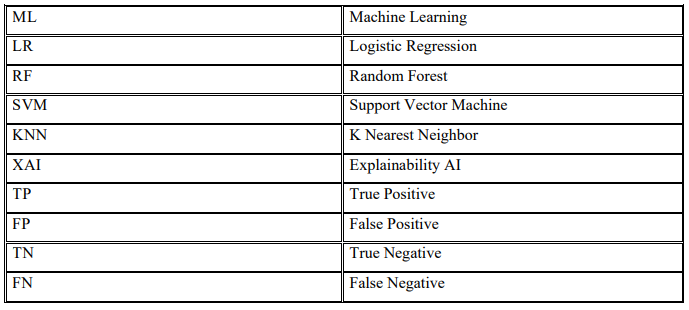 ML Machine Learning
LR Logistic Regression
RF Random Forest
SVM Support Vector Machine
KNN K Nearest Neighbor
XAI Explainability AI
TP True Positive
FP False Positive
TN True Negative
FN False Negative